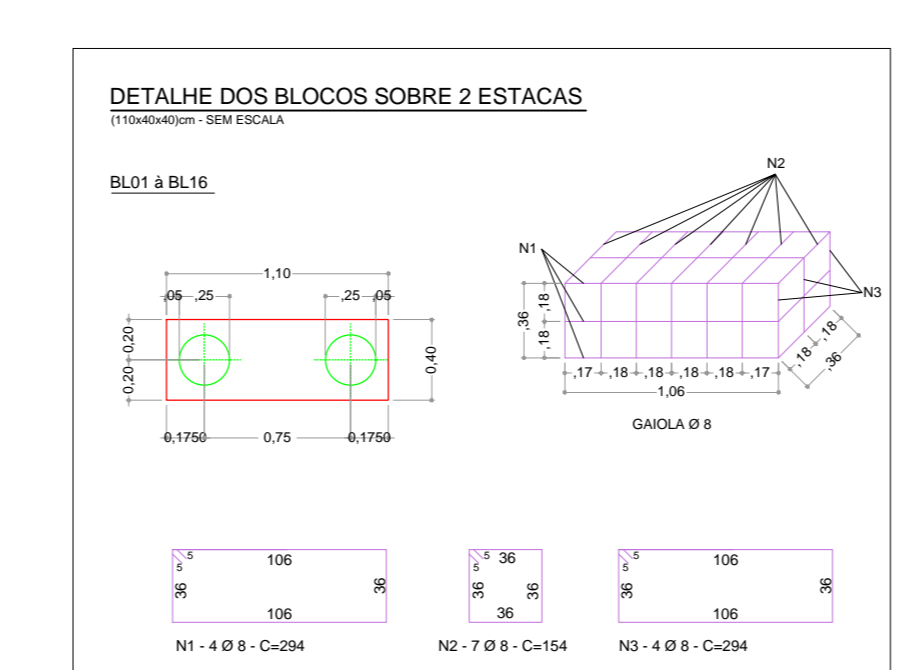 DETALHE DOS BLOCOS SOBRE 2 ESTACAS
(110x40x40)cm - SEM ESCALA
BL01 à BL16
1,10
,05 ,25 ,25 ,05
0,20
0,20
0,40
0,1750 0,75 0,1750
N2
N1
N3
,36
,18
,18
,17 ,18 ,18 ,18 ,18 ,17
1,06
,18
,18
,36
GAIOLA Ø 8
5
5
106
36
36
106
N1 - 4 Ø 8 - C=294
5
5
36
36
36
36
N2 - 7 Ø 8 - C=154
5
5
106
36
36
106
N3 - 4 Ø 8 - C=294